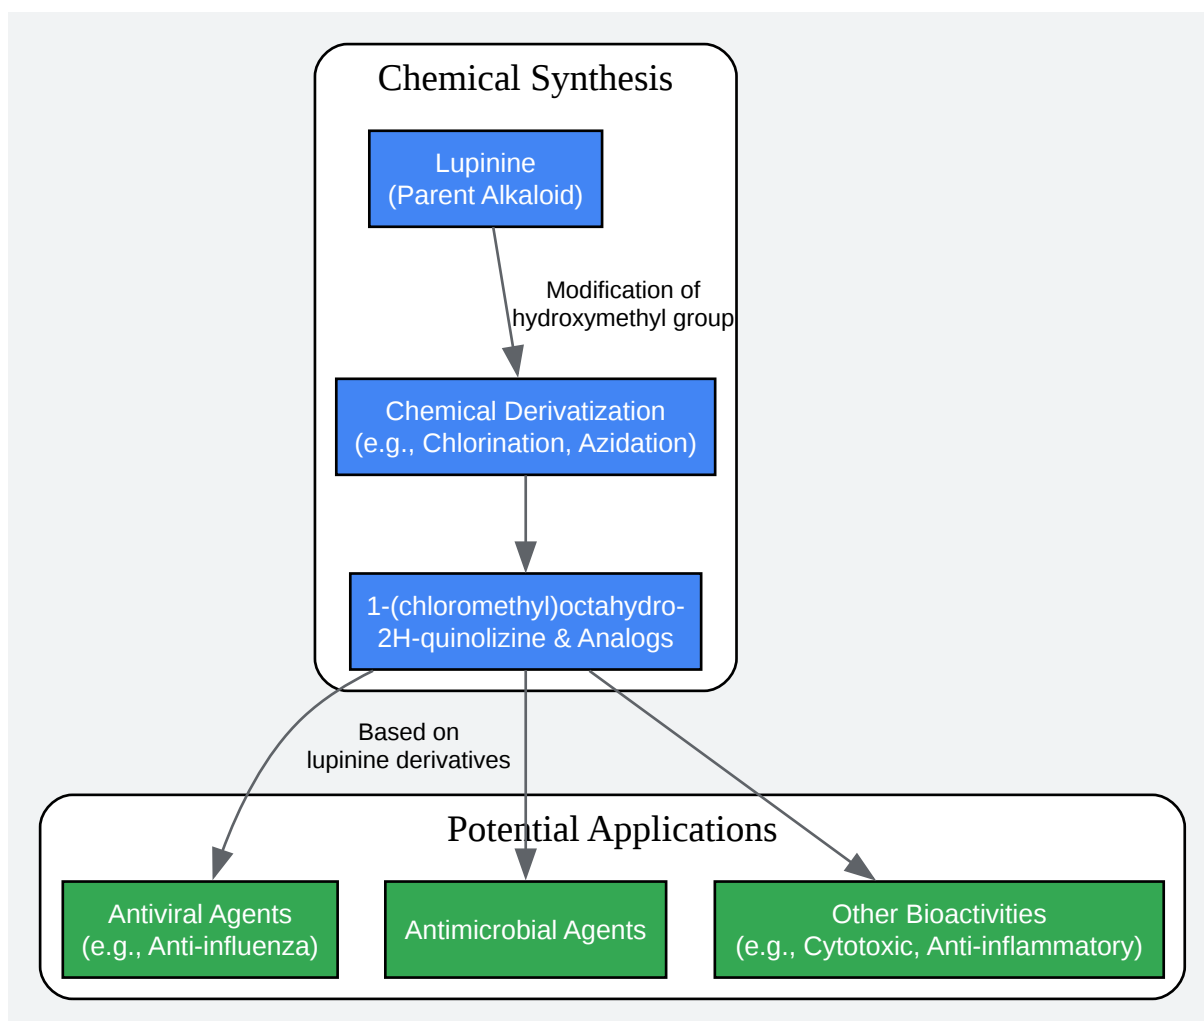 Chemical Synthesis
Lupinine
(Parent Alkaloid)
Modification of
hydroxymethyl group
Chemical Derivatization
(e.g., Chlorination, Azidation)
1-(chloromethyl)octahydro-
2H-quinolizine & Analogs
Based on
lupinine derivatives
Potential Applications
Antiviral Agents
(e.g., Anti-influenza)
Antimicrobial Agents
Other Bioactivities
(e.g., Cytotoxic, Anti-inflammatory)